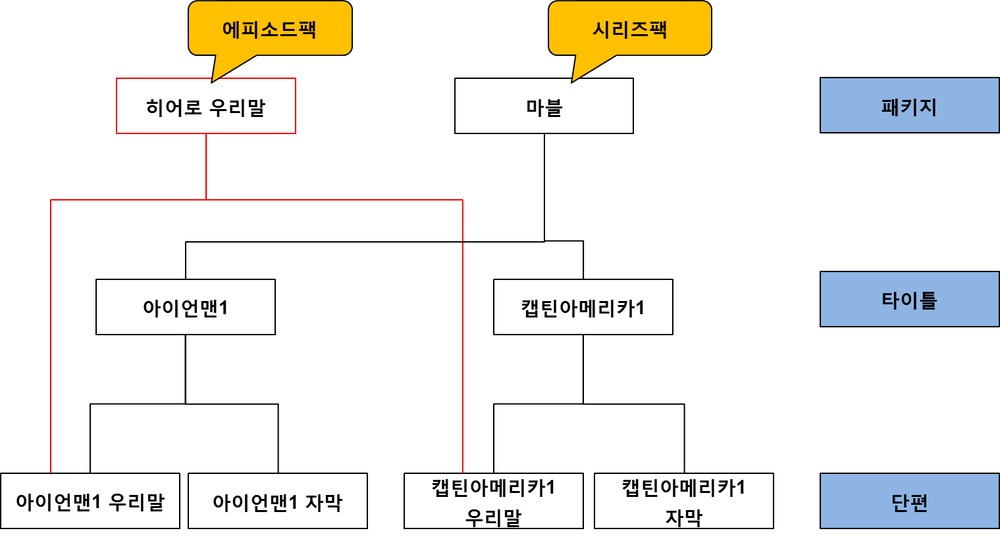 에피소드팩
시리즈팩
히어로 우리말
마블
패키지
아이언맨1
캡틴아메리카1
타이틀
아이언맨1 우리말
아이언맨1 자막
캡틴아메리카1
우리말
캡틴아메리카1
자막
단편